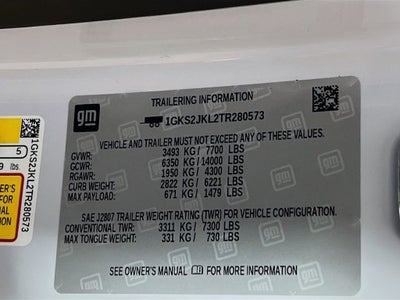 gm
TRAILERING INFORMATION
1GKS2JKL2TR280573
VEHICLE AND TRAILER MUST NOT EXCEED ANY OF THESE VALUES.
GVWR: 3493 KG/ 7700 LBS
GCWR: 6350 KG/14000 LBS
RGAWR: 1950 KG/ 4300 LBS
CURB WEIGHT: 2822 KG/ 6221 LBS
MAX PAYLOAD: 671 KG/ 1479 LBS
SAE J2807 TRAILER WEIGHT RATING (TWR) FOR VEHICLE CONFIGURATION.
CONVENTIONAL TWR: 3311 KG/ 7300 LBS
MAX TONGUE WEIGHT: 331 KG/ 730 LBS
SEE OWNER'S MANUAL FOR MORE INFORMATION
5
lbs.
1GKS2JKL2TR280573